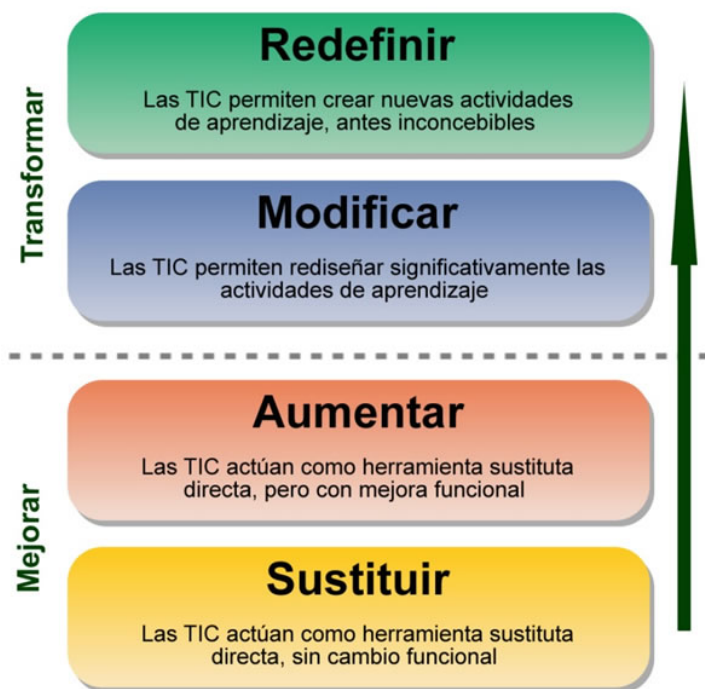 Transformar
Redefinir
Las TIC permiten crear nuevas actividades
de aprendizaje, antes inconcebibles
Modificar
Las TIC permiten rediseñar significativamente las
actividades de aprendizaje
Mejorar
Aumentar
Las TIC actúan como herramienta sustituta
directa, pero con mejora funcional
Sustituir
Las TIC actúan como herramienta sustituta
directa, sin cambio funcional